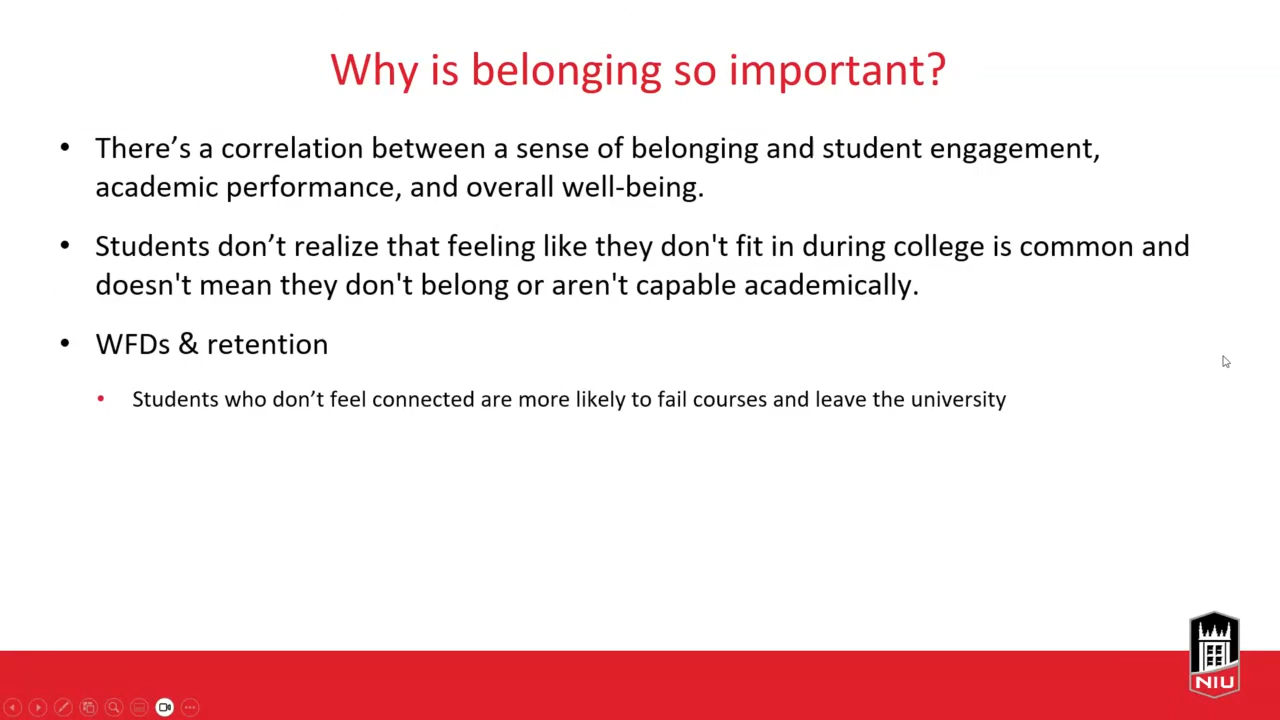 Why is belonging so important?
• There’s a correlation between a sense of belonging and student engagement,
academic performance, and overall well-being.
• Students don’t realize that feeling like they don't fit in during college is common and
doesn't mean they don't belong or aren't capable academically.
• WFDs & retention
• Students who don’t feel connected are more likely to fail courses and leave the university
NIU